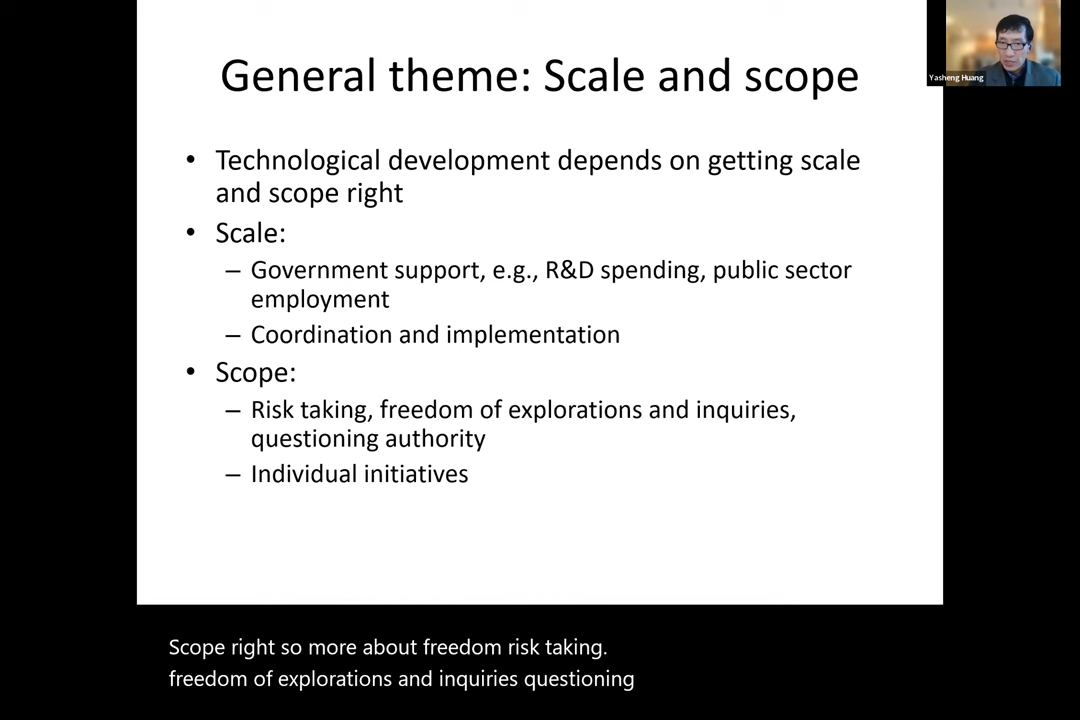 General theme: Scale and scope
Yasheng Huang
• Technological development depends on getting scale
and scope right
• Scale:
– Government support, e.g., R&D spending, public sector
employment
– Coordination and implementation
• Scope:
– Risk taking, freedom of explorations and inquiries,
questioning authority
– Individual initiatives
Scope right so more about freedom risk taking.
freedom of explorations and inquiries questioning